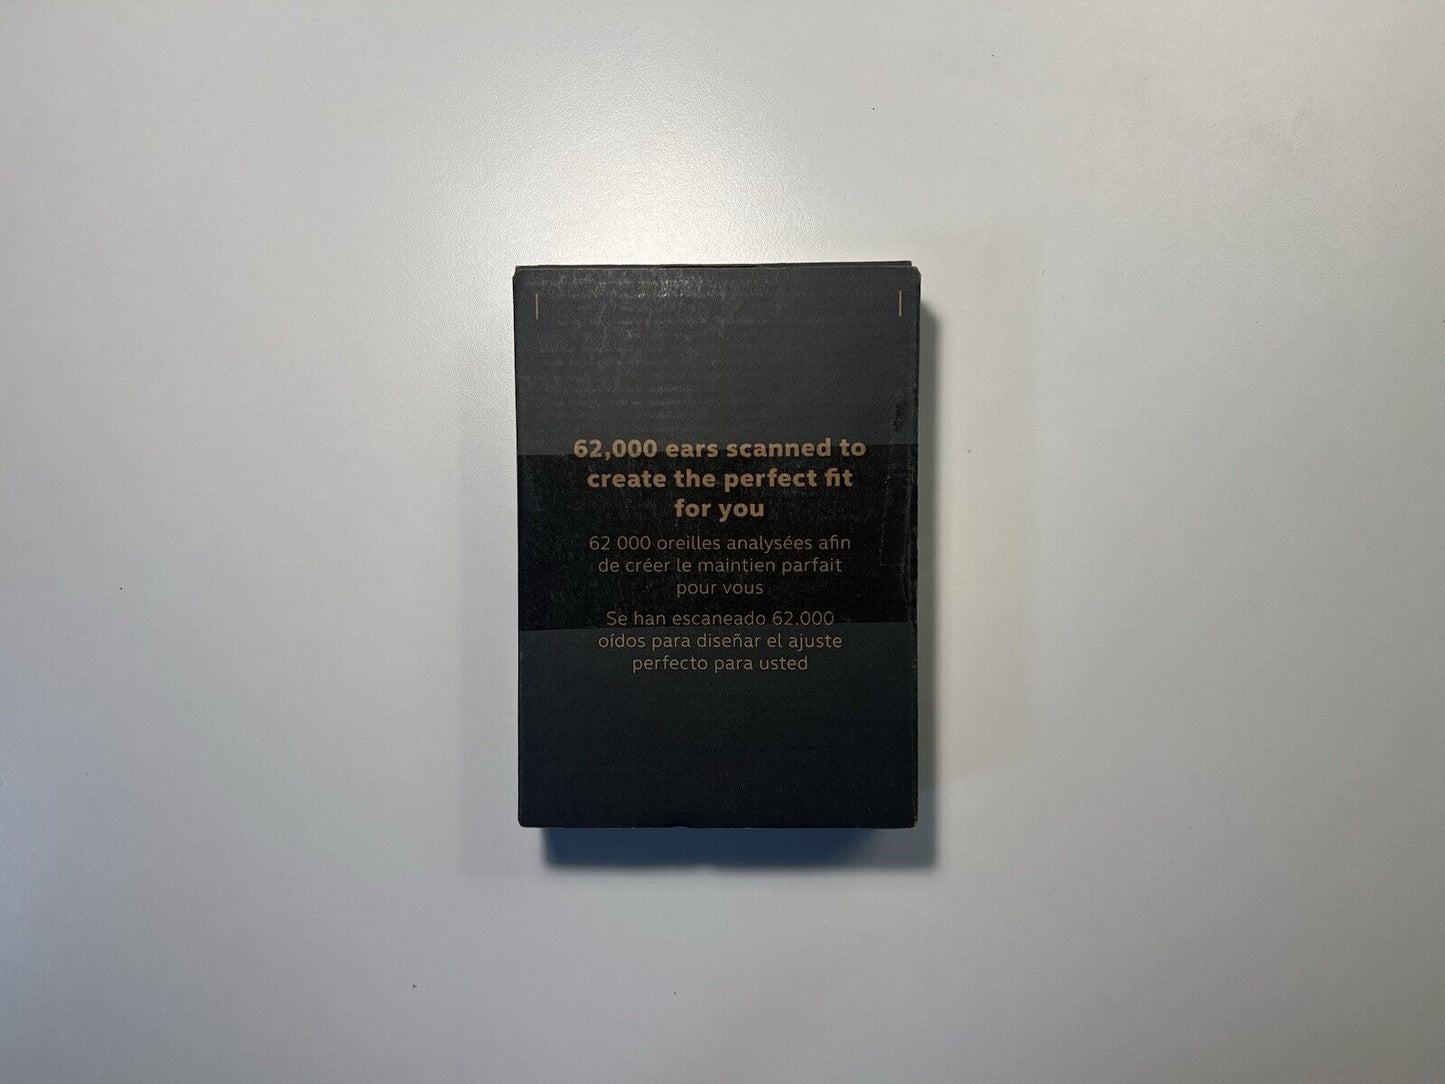 62,000 ears scanned to
create the perfect fit
for you
62 000 oreilles analysées afin
de créer le maintien parfait
pour vous
Se han escaneado 62.000
oídos para diseñar el ajuste
perfecto para usted